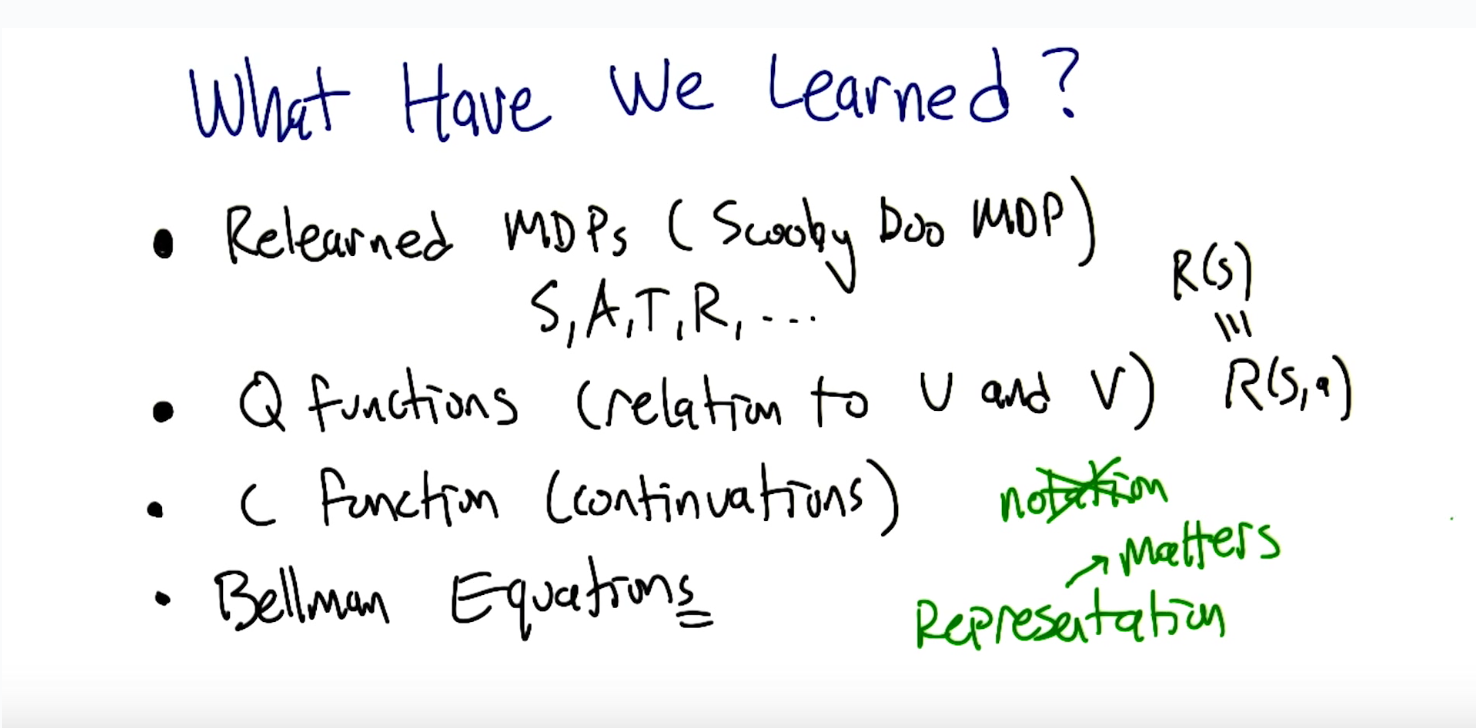 What Have We Learned?
• Relearned MDPs (Scooby Doo MDP)
S, A, T, R, ...
R(s)
|||
R(s,a)
• Q functions (relation to U and V)
• C function (continuations)
notation
Matters
Representation
• Bellman Equations